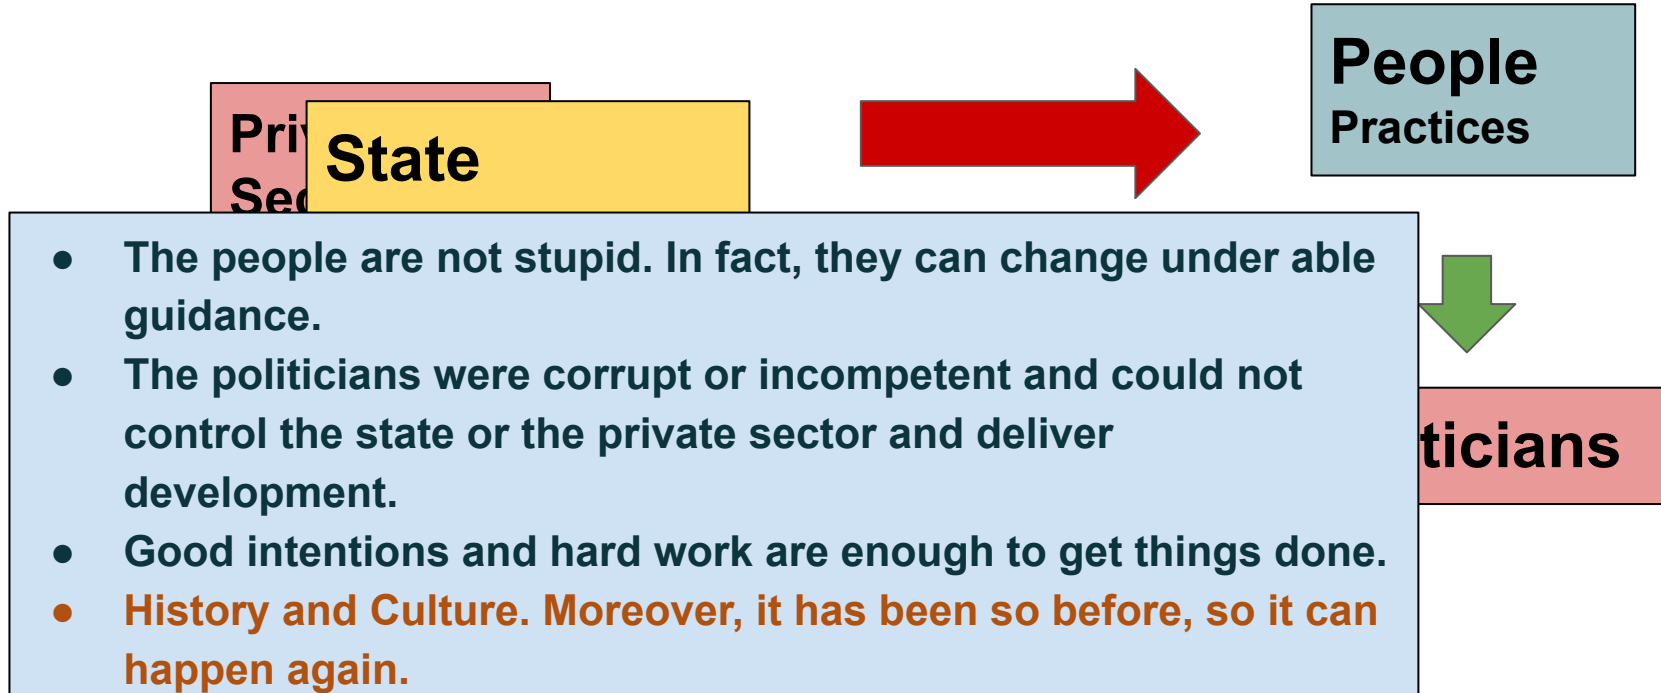 People
Practices
Pri
State
Sec
The people are not stupid. In fact, they can change under able
guidance.
The politicians were corrupt or incompetent and could not
control the state or the private sector and deliver
development.
ticians
Good intentions and hard work are enough to get things done.
History and Culture. Moreover, it has been so before, so it can
happen again.